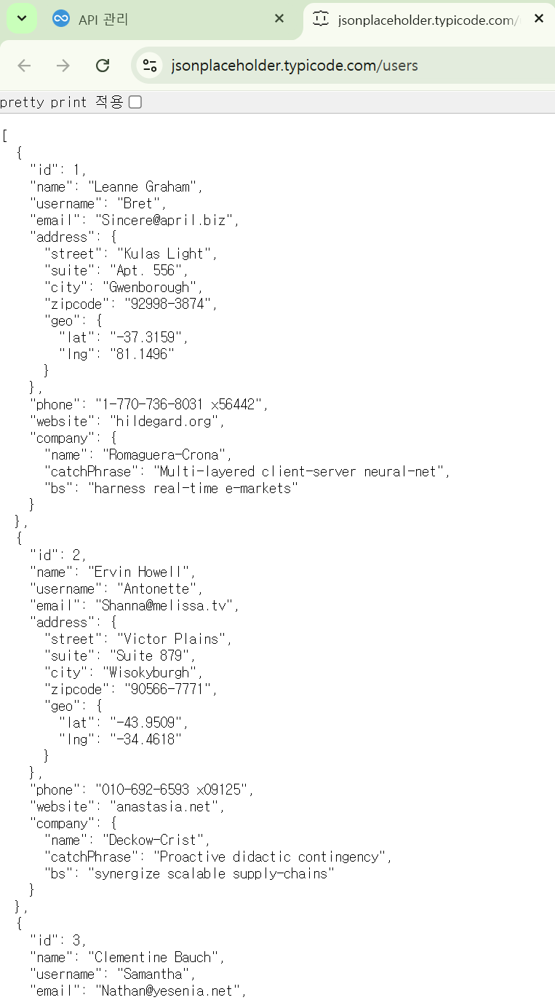 API 관리
jsonplaceholder.typicode.com/
jsonplaceholder.typicode.com/users
pretty print 적용
[
  {
    "id": 1,
    "name": "Leanne Graham",
    "username": "Bret",
    "email": "Sincere@april.biz",
    "address": {
      "street": "Kulas Light",
      "suite": "Apt. 556",
      "city": "Gwenborough",
      "zipcode": "92998-3874",
      "geo": {
        "lat": "-37.3159",
        "lng": "81.1496"
      }
    },
    "phone": "1-770-736-8031 x56442",
    "website": "hildegard.org",
    "company": {
      "name": "Romaguera-Crona",
      "catchPhrase": "Multi-layered client-server neural-net",
      "bs": "harness real-time e-markets"
    }
  },
  {
    "id": 2,
    "name": "Ervin Howell",
    "username": "Antonette",
    "email": "Shanna@melissa.tv",
    "address": {
      "street": "Victor Plains",
      "suite": "Suite 879",
      "city": "Wisokyburgh",
      "zipcode": "90566-7771",
      "geo": {
        "lat": "-43.9509",
        "lng": "-34.4618"
      }
    },
    "phone": "010-692-6593 x09125",
    "website": "anastasia.net",
    "company": {
      "name": "Deckow-Crist",
      "catchPhrase": "Proactive didactic contingency",
      "bs": "synergize scalable supply-chains"
    }
  },
  {
    "id": 3,
    "name": "Clementine Bauch",
    "username": "Samantha",
    "email": "Nathan@yesenia.net",